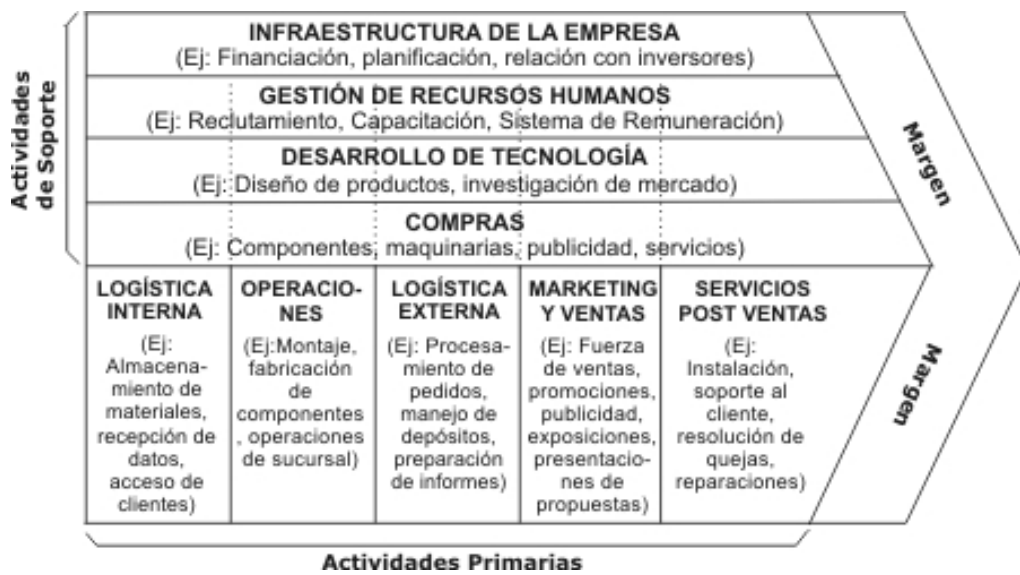 Actividades
de Soporte
INFRAESTRUCTURA DE LA EMPRESA
(Ej: Financiación, planificación, relación con inversores)
GESTIÓN DE RECURSOS HUMANOS
(Ej: Reclutamiento, Capacitación, Sistema de Remuneración)
DESARROLLO DE TECNOLOGÍA
(Ej: Diseño de productos, investigación de mercado)
COMPRAS
(Ej: Componentes, maquinarias, publicidad, servicios)
Margen
LOGÍSTICA
INTERNA
(Ej:
Almacena-
miento de
materiales,
recepción de
datos,
acceso de
clientes)
OPERACIO-
NES
(Ej:Montaje,
fabricación
de
componentes
, operaciones
de sucursal)
LOGÍSTICA
EXTERNA
(Ej: Procesa-
miento de
pedidos,
manejo de
depósitos,
preparación
de informes)
MARKETING
Y VENTAS
(Ej: Fuerza
de ventas,
promociones,
publicidad,
exposiciones,
presentacio-
nes de
propuestas)
SERVICIOS
POST VENTAS
(Ej:
Instalación,
soporte al
cliente,
resolución de
quejas,
reparaciones)
Margen
Actividades Primarias